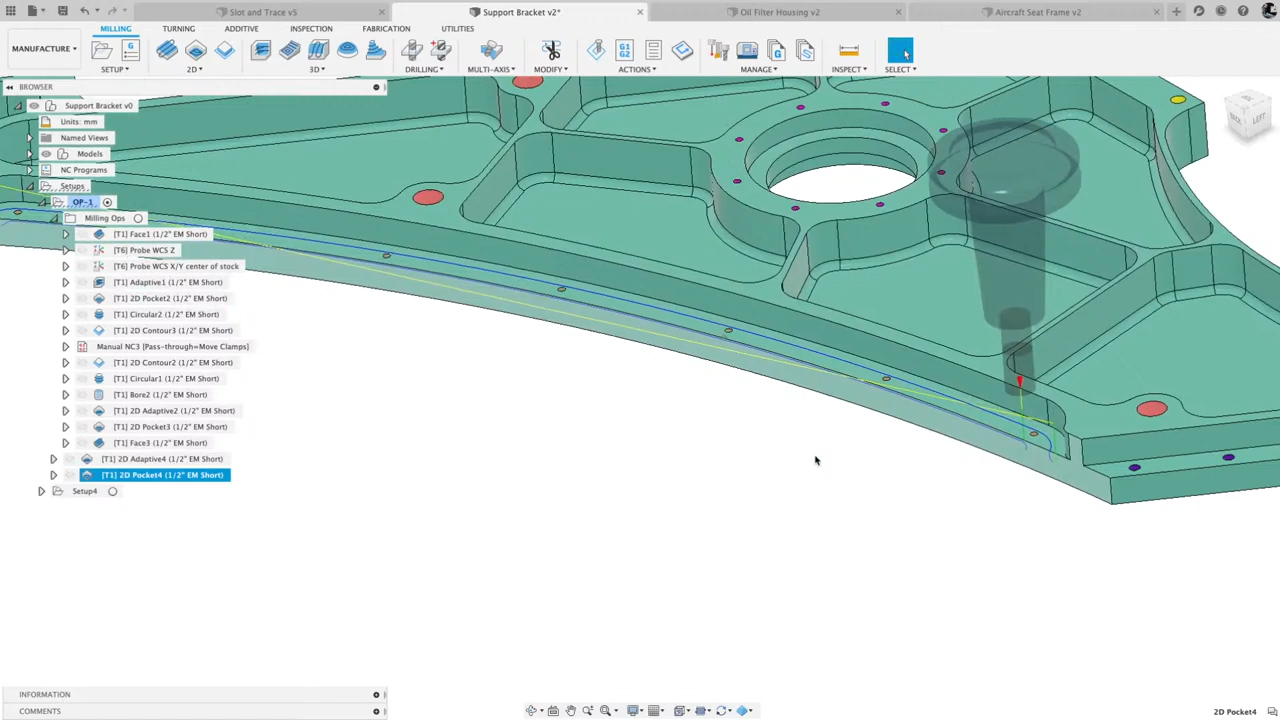 Slot and Trace v5
Support Bracket v2*
Oil Filter Housing v2
Aircraft Seat Frame v2
MANUFACTURE
MILLING
TURNING
ADDITIVE
INSPECTION
FABRICATION
UTILITIES
G1
G2
SETUP
2D
3D
DRILLING
MULTI-AXIS
MODIFY
ACTIONS
MANAGE
INSPECT
SELECT
BROWSER
Support Bracket v0
Units: mm
Named Views
Models
NC Programs
Setups
OP-1
Milling Ops
[T1] Face1 (1/2" EM Short)
[T6] Probe WCS Z
[T6] Probe WCS X/Y center of stock
[T1] Adaptive1 (1/2" EM Short)
[T1] 2D Pocket2 (1/2" EM Short)
[T1] Circular2 (1/2" EM Short)
[T1] 2D Contour3 (1/2" EM Short)
Manual NC3 [Pass-through=Move Clamps]
[T1] 2D Contour2 (1/2" EM Short)
[T1] Circular1 (1/2" EM Short)
[T1] Bore2 (1/2" EM Short)
[T1] 2D Adaptive2 (1/2" EM Short)
[T1] 2D Pocket3 (1/2" EM Short)
[T1] Face3 (1/2" EM Short)
[T1] 2D Adaptive4 (1/2" EM Short)
[T1] 2D Pocket4 (1/2" EM Short)
Setup4
BACK
LEFT
INFORMATION
COMMENTS
2D Pocket4